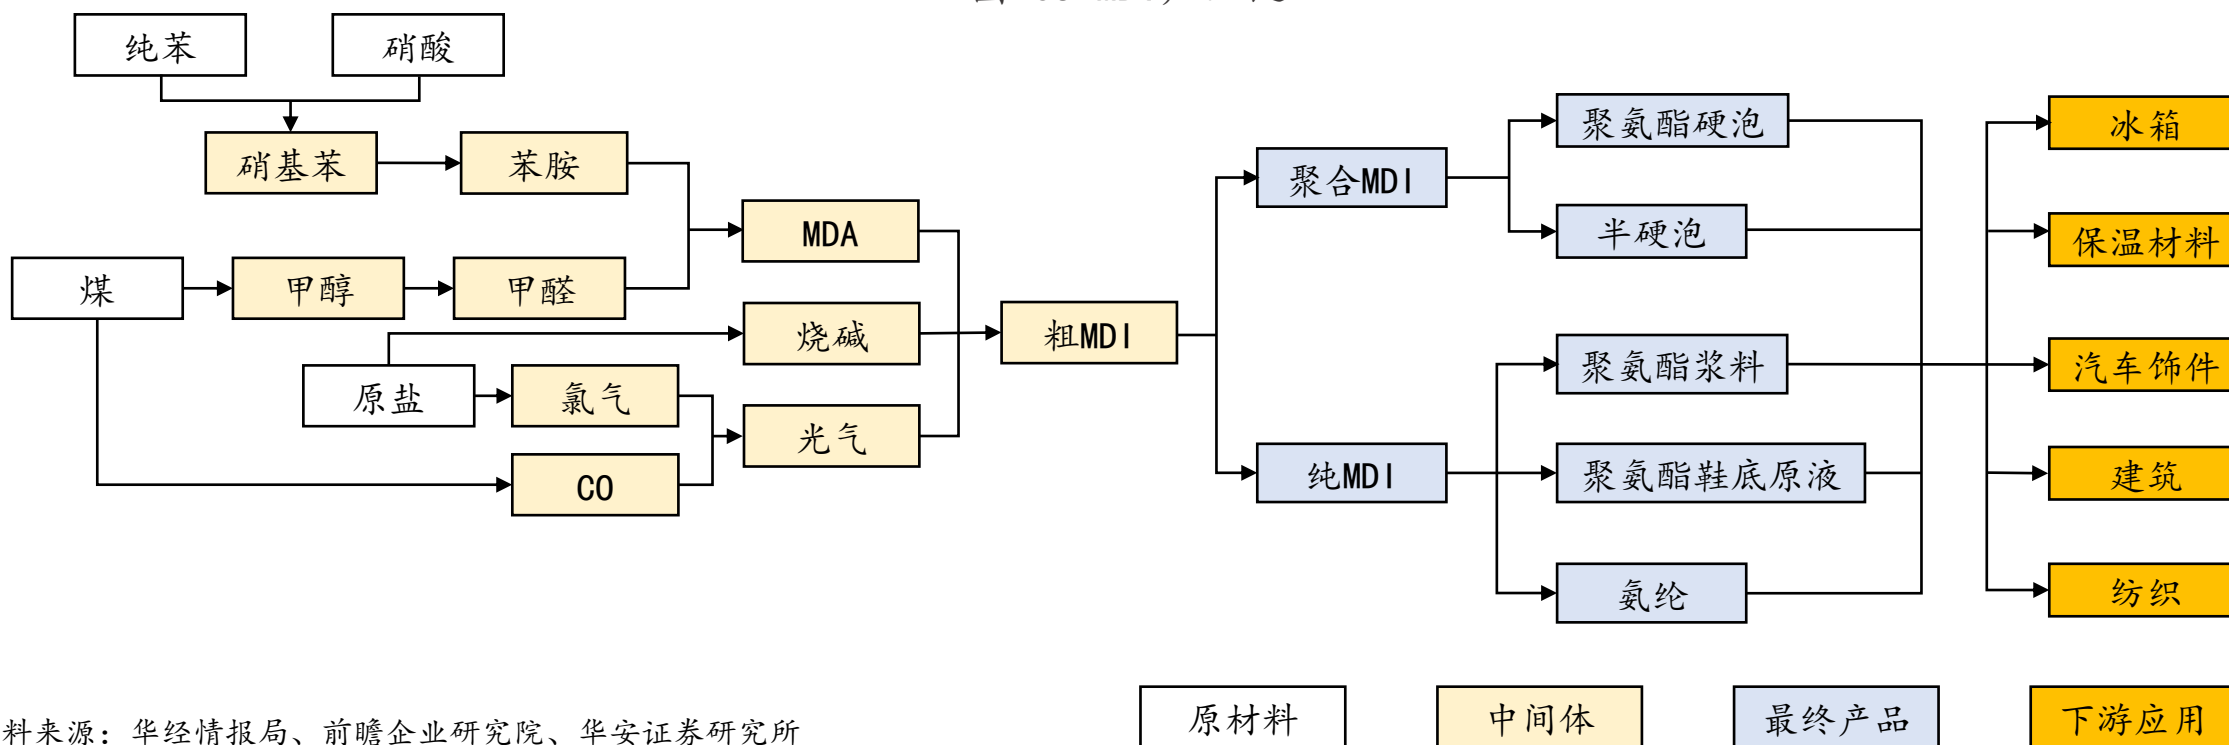 纯苯
硝酸
硝基苯
苯胺
煤
甲醇
甲醛
MDA
烧碱
原盐
氯气
光气
CO
粗MDI
聚合MDI
纯MDI
聚氨酯硬泡
半硬泡
聚氨酯浆料
聚氨酯鞋底原液
氨纶
冰箱
保温材料
汽车饰件
建筑
纺织
原材料
中间体
最终产品
下游应用
料来源：华经情报局、前瞻企业研究院、华安证券研究所